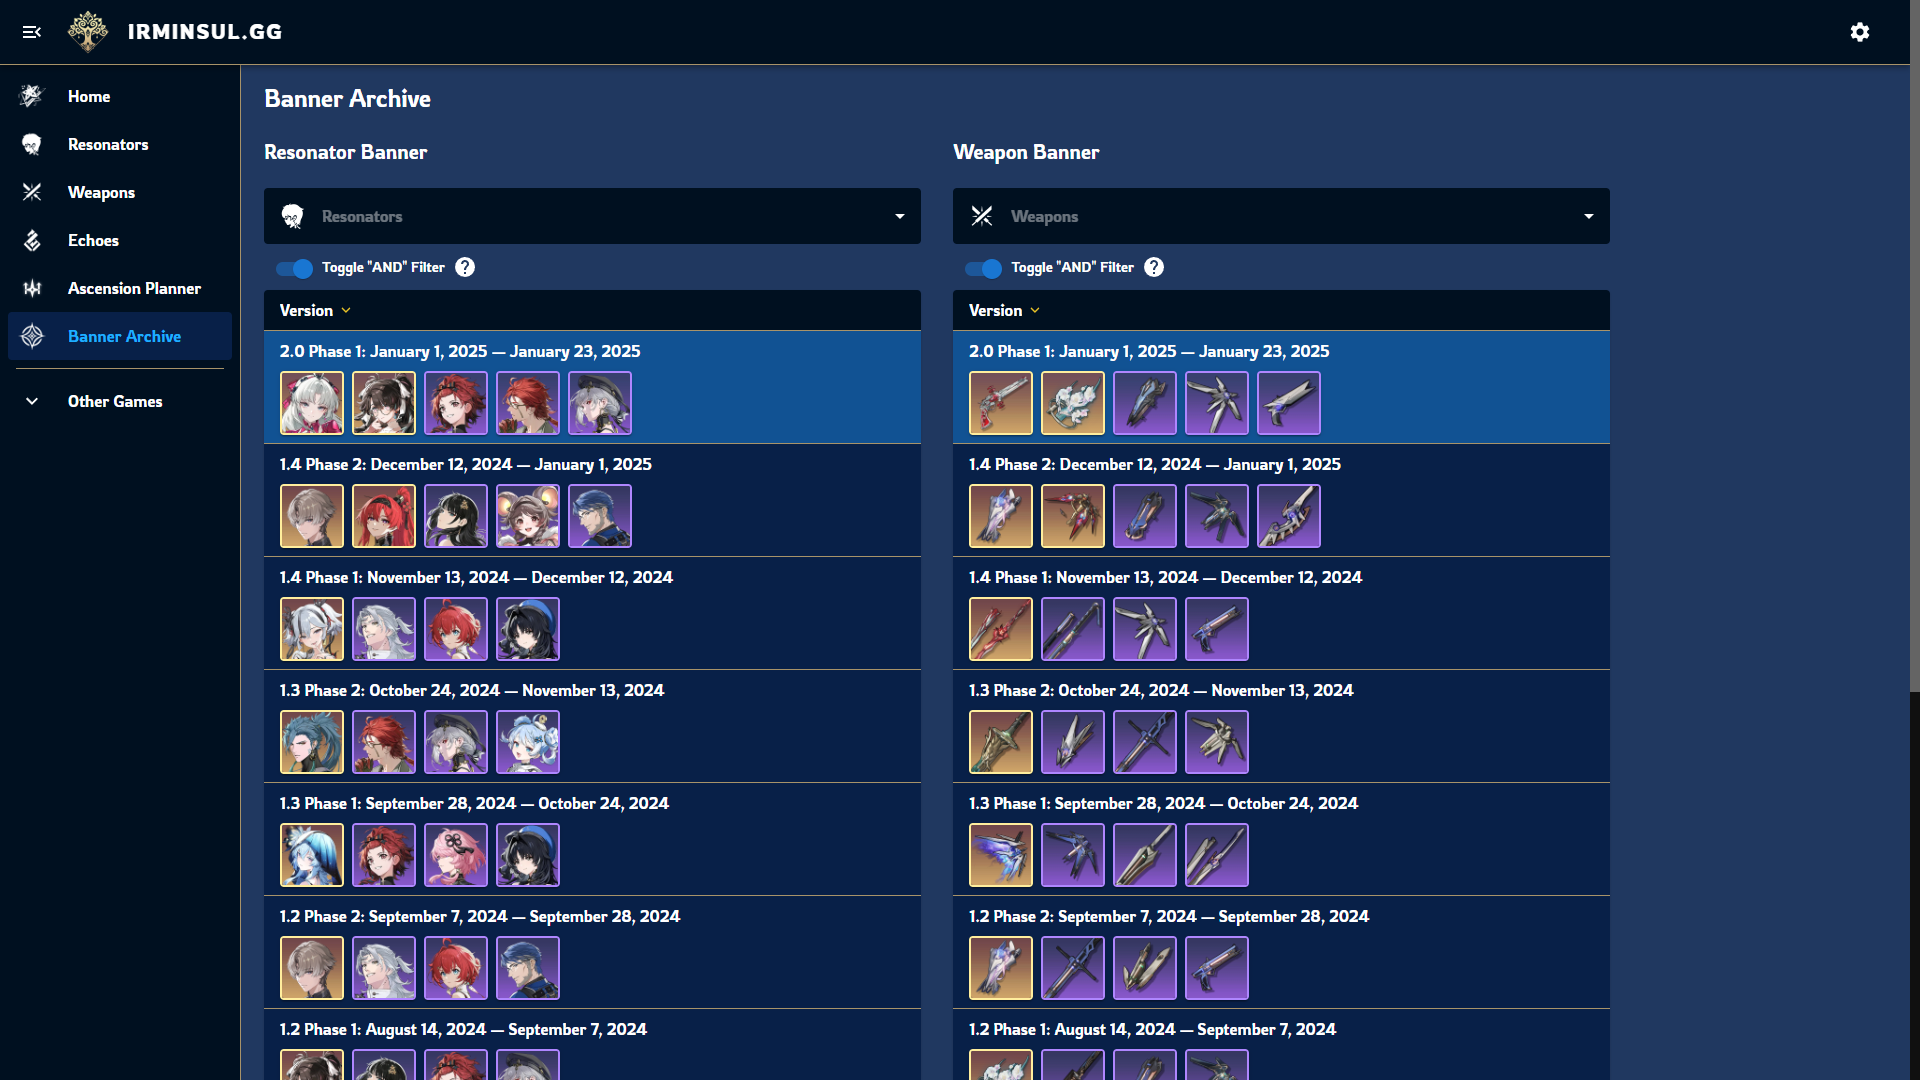 IRMINSUL.GG
Home
Resonators
Weapons
Echoes
Ascension Planner
Banner Archive
Other Games
Banner Archive
Resonator Banner
Resonators
Toggle "AND" Filter ?
Version
2.0 Phase 1: January 1, 2025 — January 23, 2025
1.4 Phase 2: December 12, 2024 — January 1, 2025
1.4 Phase 1: November 13, 2024 — December 12, 2024
1.3 Phase 2: October 24, 2024 — November 13, 2024
1.3 Phase 1: September 28, 2024 — October 24, 2024
1.2 Phase 2: September 7, 2024 — September 28, 2024
1.2 Phase 1: August 14, 2024 — September 7, 2024
Weapon Banner
Weapons
Toggle "AND" Filter ?
Version
2.0 Phase 1: January 1, 2025 — January 23, 2025
1.4 Phase 2: December 12, 2024 — January 1, 2025
1.4 Phase 1: November 13, 2024 — December 12, 2024
1.3 Phase 2: October 24, 2024 — November 13, 2024
1.3 Phase 1: September 28, 2024 — October 24, 2024
1.2 Phase 2: September 7, 2024 — September 28, 2024
1.2 Phase 1: August 14, 2024 — September 7, 2024